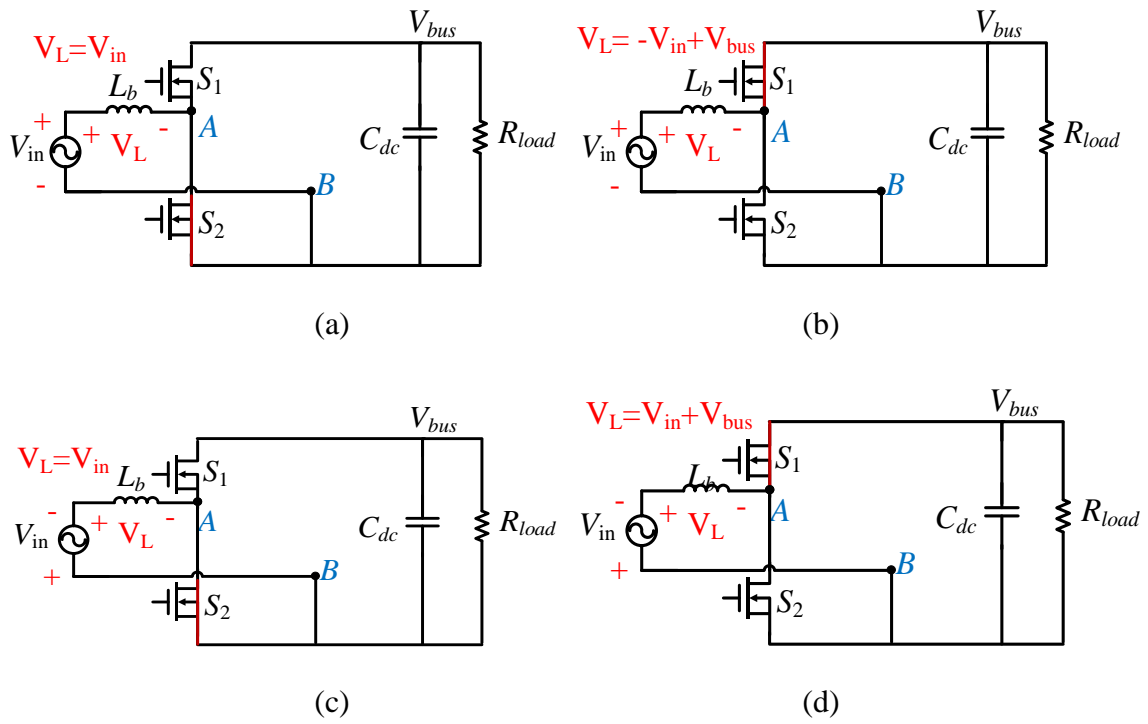 V_bus
V_L=V_in
S_1
L_b
A
+
+ -
V_in
V_L
C_dc
R_load
-
B
S_2
(a)
V_bus
V_L= -V_in+V_bus
S_1
L_b
A
+
+ -
V_in
V_L
C_dc
R_load
-
B
S_2
(b)
V_bus
V_L=V_in
S_1
L_b
A
-
+ -
V_in
V_L
C_dc
R_load
+
B
S_2
(c)
V_bus
V_L=V_in+V_bus
S_1
L_b
A
-
+ -
V_in
V_L
C_dc
R_load
+
B
S_2
(d)